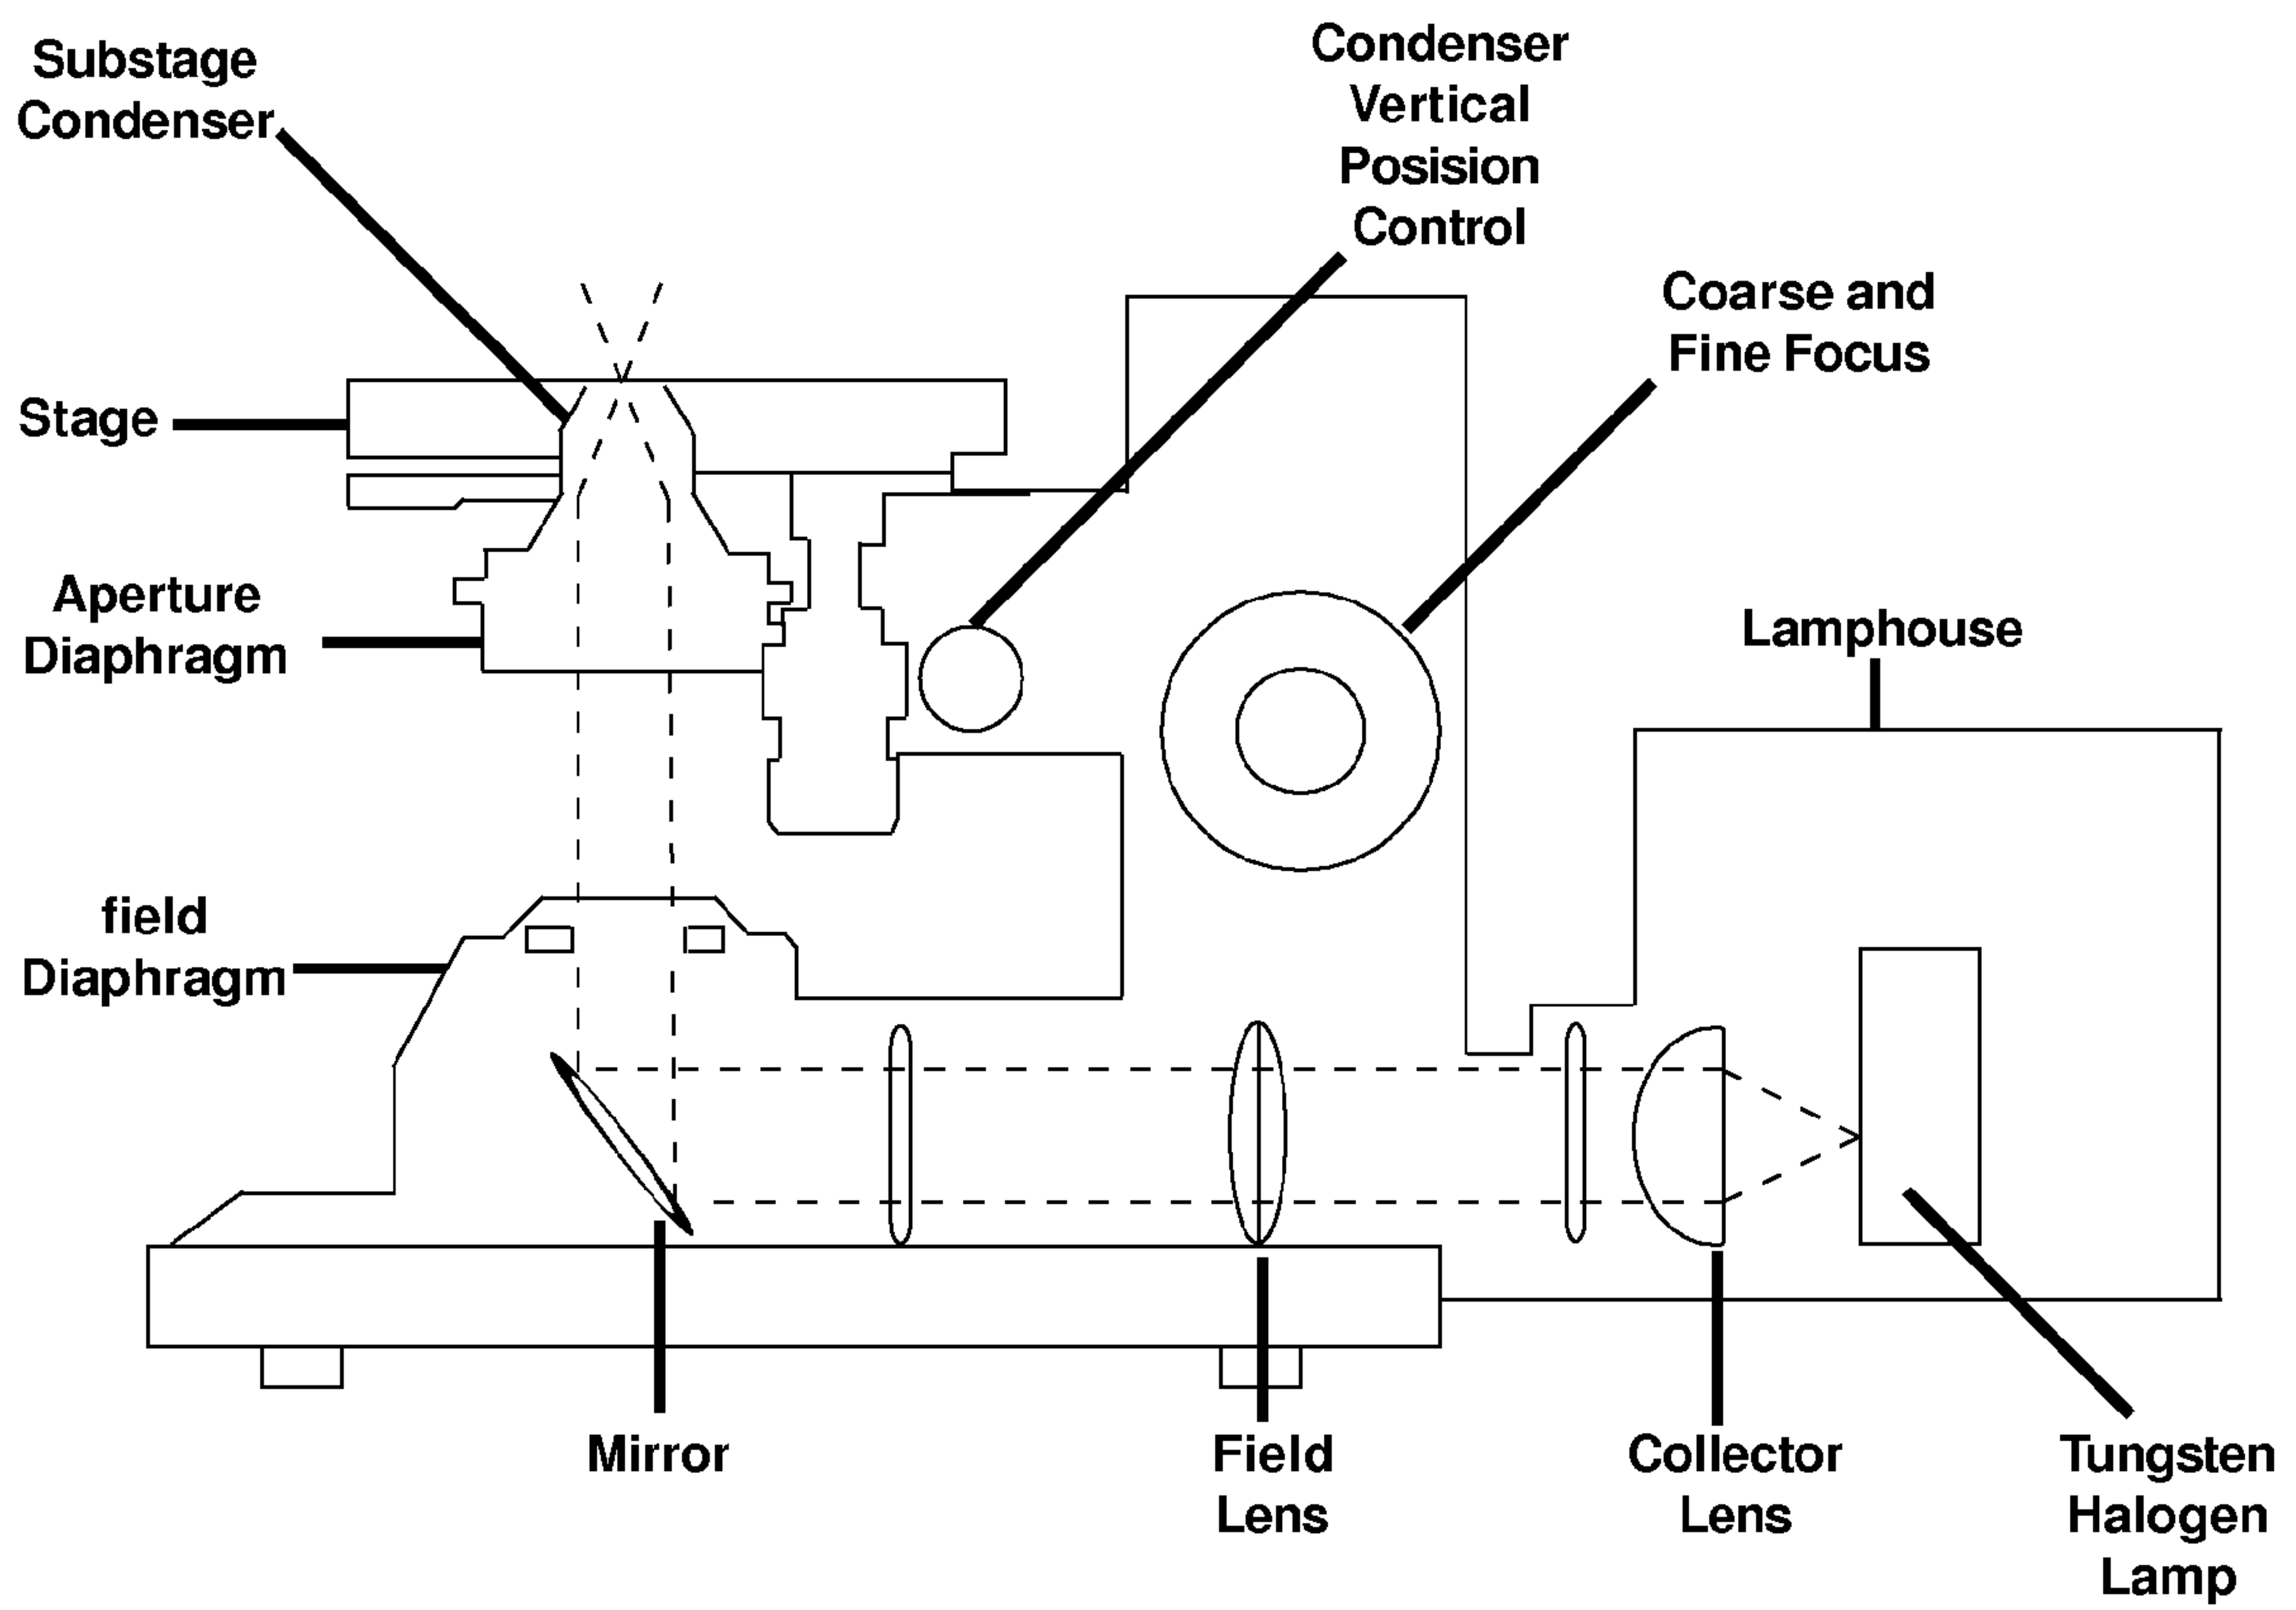 Substage
Condenser
Condenser
Vertical
Posision
Control
Coarse and
Fine Focus
Stage
Aperture
Diaphragm
Lamphouse
field
Diaphragm
Mirror
Field
Lens
Collector
Lens
Tungsten
Halogen
Lamp